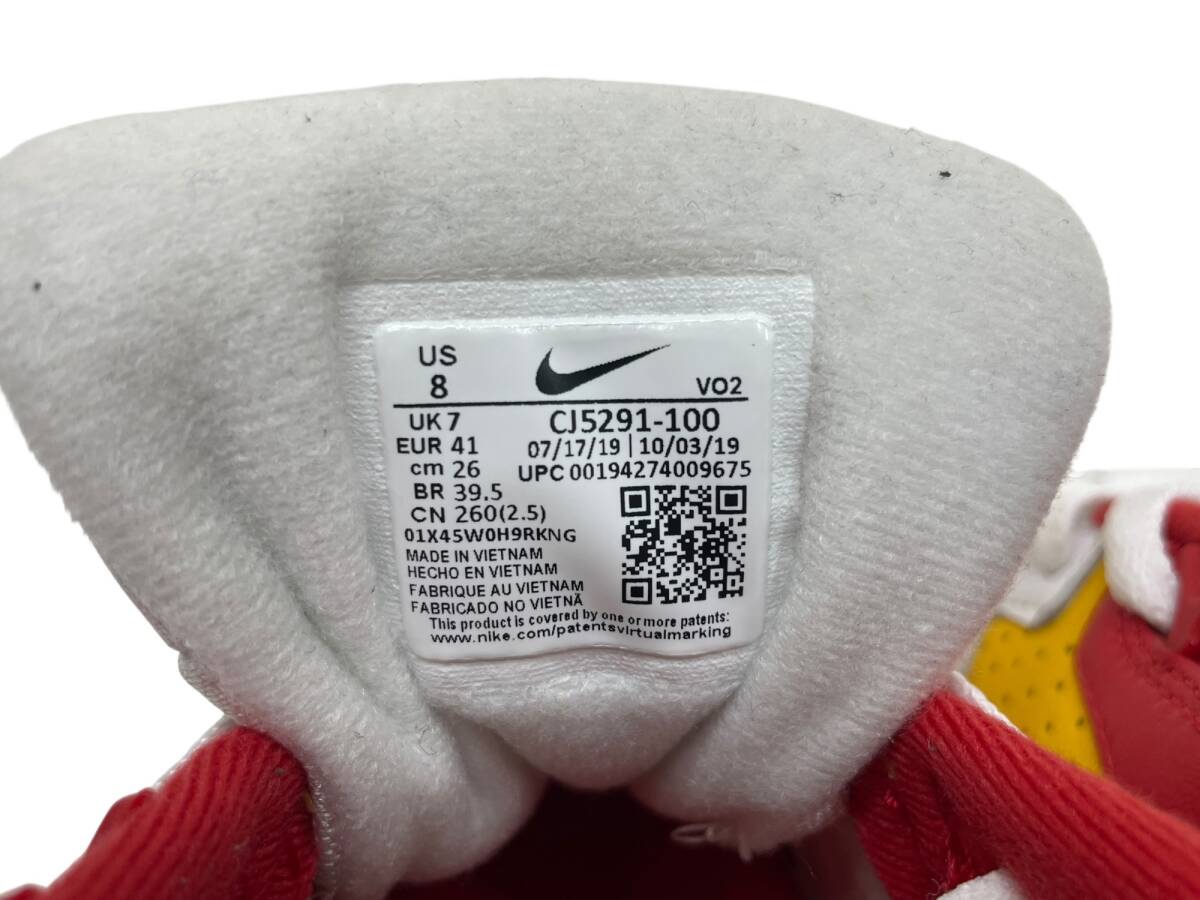 US
8
VO2
UK 7
CJ5291-100
EUR 41
07/17/19 | 10/03/19
cm 26
UPC 00194274009675
BR 39.5
CN 260(2.5)
01X45W0H9RKNG
MADE IN VIETNAM
HECHO EN VIETNAM
FABRIQUE AU VIETNAM
FABRICADO NO VIETNÃ
This product is covered by one or more patents:
www.nike.com/patentsvirtualmarking